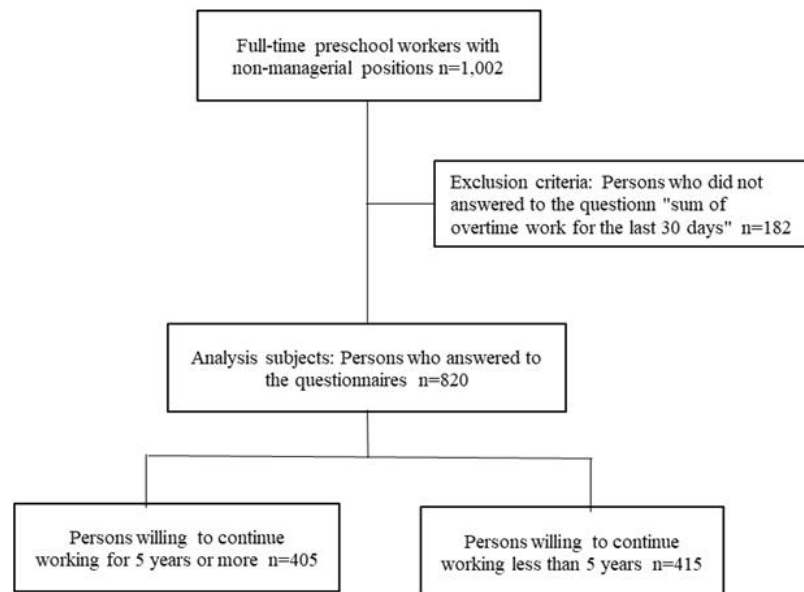 Full-time preschool workers with
non-managerial positions n=1,002
Exclusion criteria: Persons who did not
answered to the questionn "sum of
overtime work for the last 30 days" n=182
Analysis subjects: Persons who answered to
the questionnaires n=820
Persons willing to continue
working for 5 years or more n=405
Persons willing to continue
working less than 5 years n=415